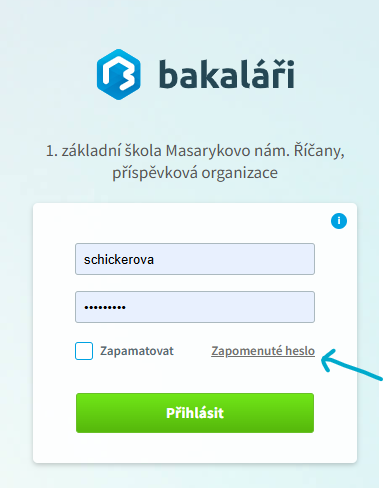 bakaláři
1. základní škola Masarykovo nám. Říčany,
příspěvková organizace
i
schickerova
•••••••••
Zapamatovat Zapomenuté heslo
Přihlásit